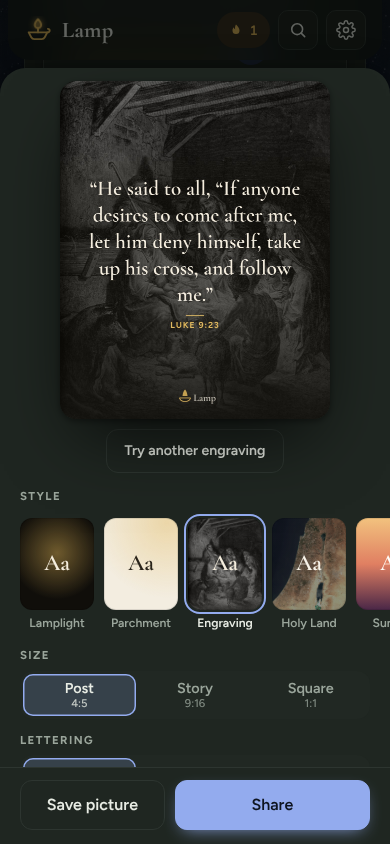 Lamp
1
“He said to all, “If anyone
desires to come after me,
let him deny himself, take
up his cross, and follow
me.”
LUKE 9:23
Lamp
Try another engraving
STYLE
Aa
Aa
Aa
Aa
Lamplight
Parchment
Engraving
Holy Land
SIZE
Post
4:5
Story
9:16
Square
1:1
LETTERING
Save picture
Share